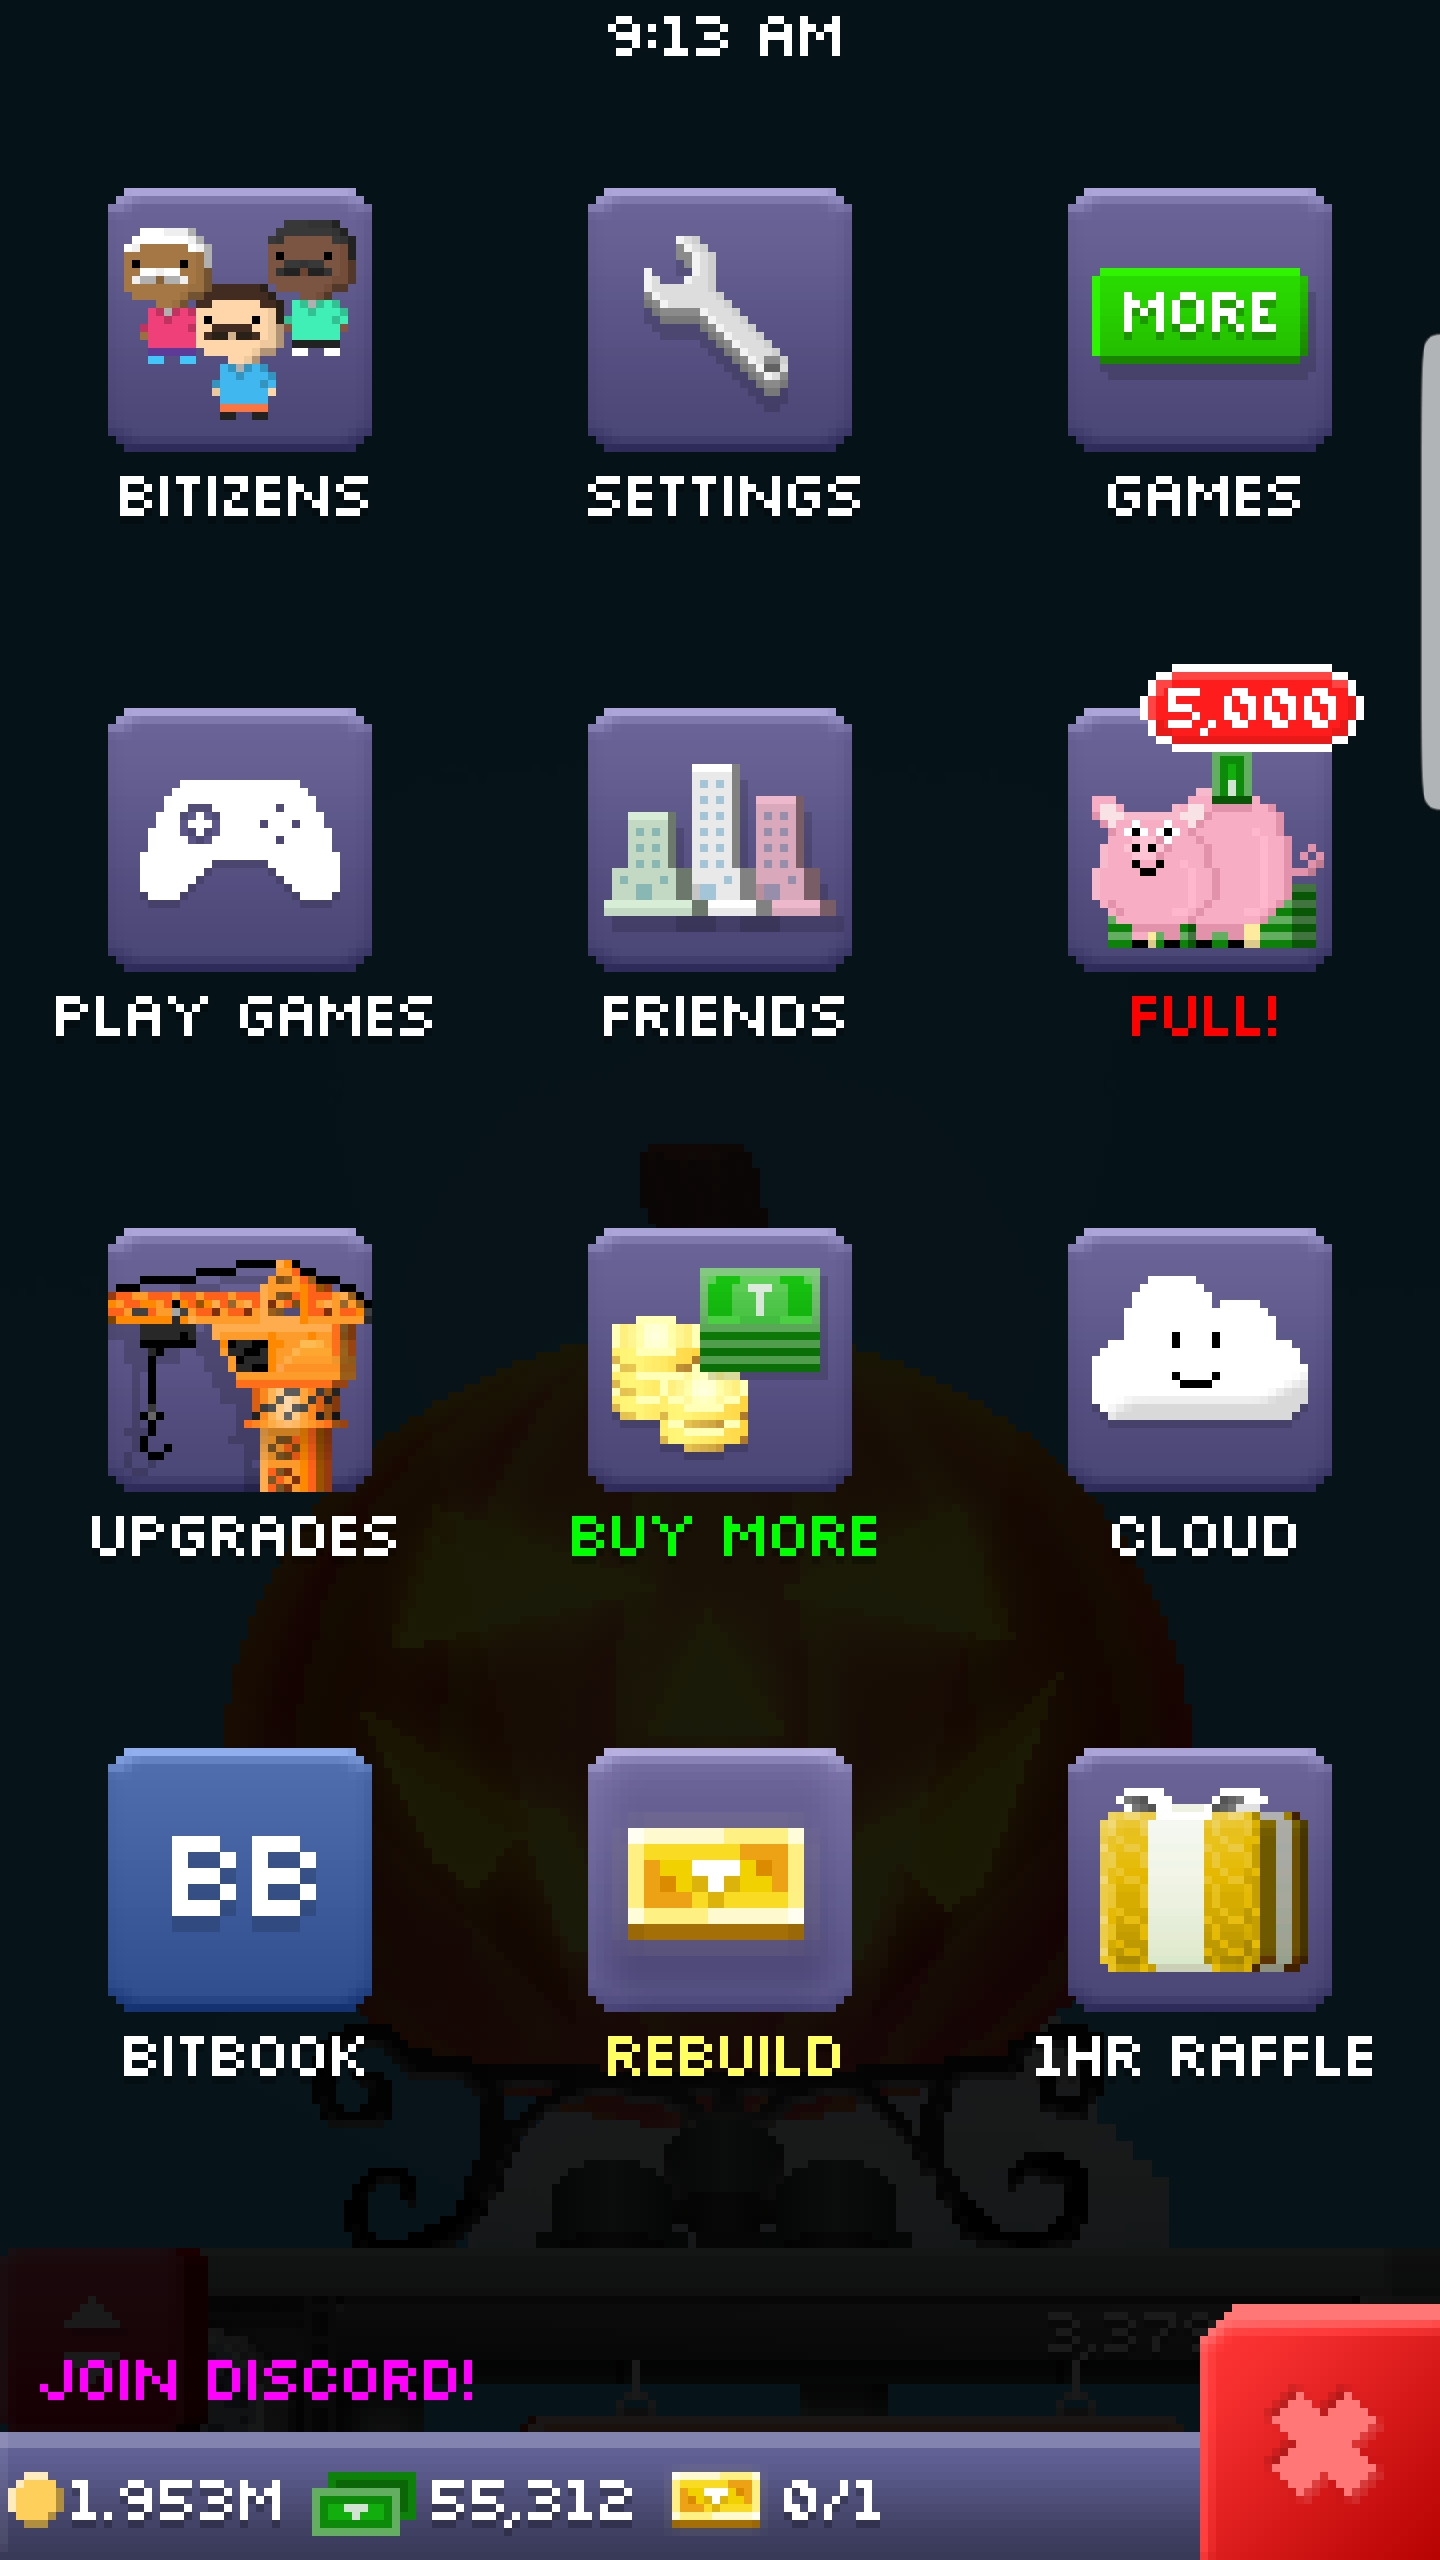 9:13 AM
MORE
BITIZENS
SETTINGS
GAMES
5,000
PLAY GAMES
FRIENDS
FULL!
T
UPGRADES
BUY MORE
CLOUD
BB
BITBOOK
REBUILD
1HR RAFFLE
JOIN DISCORD!
1.953M
55,312
0/1